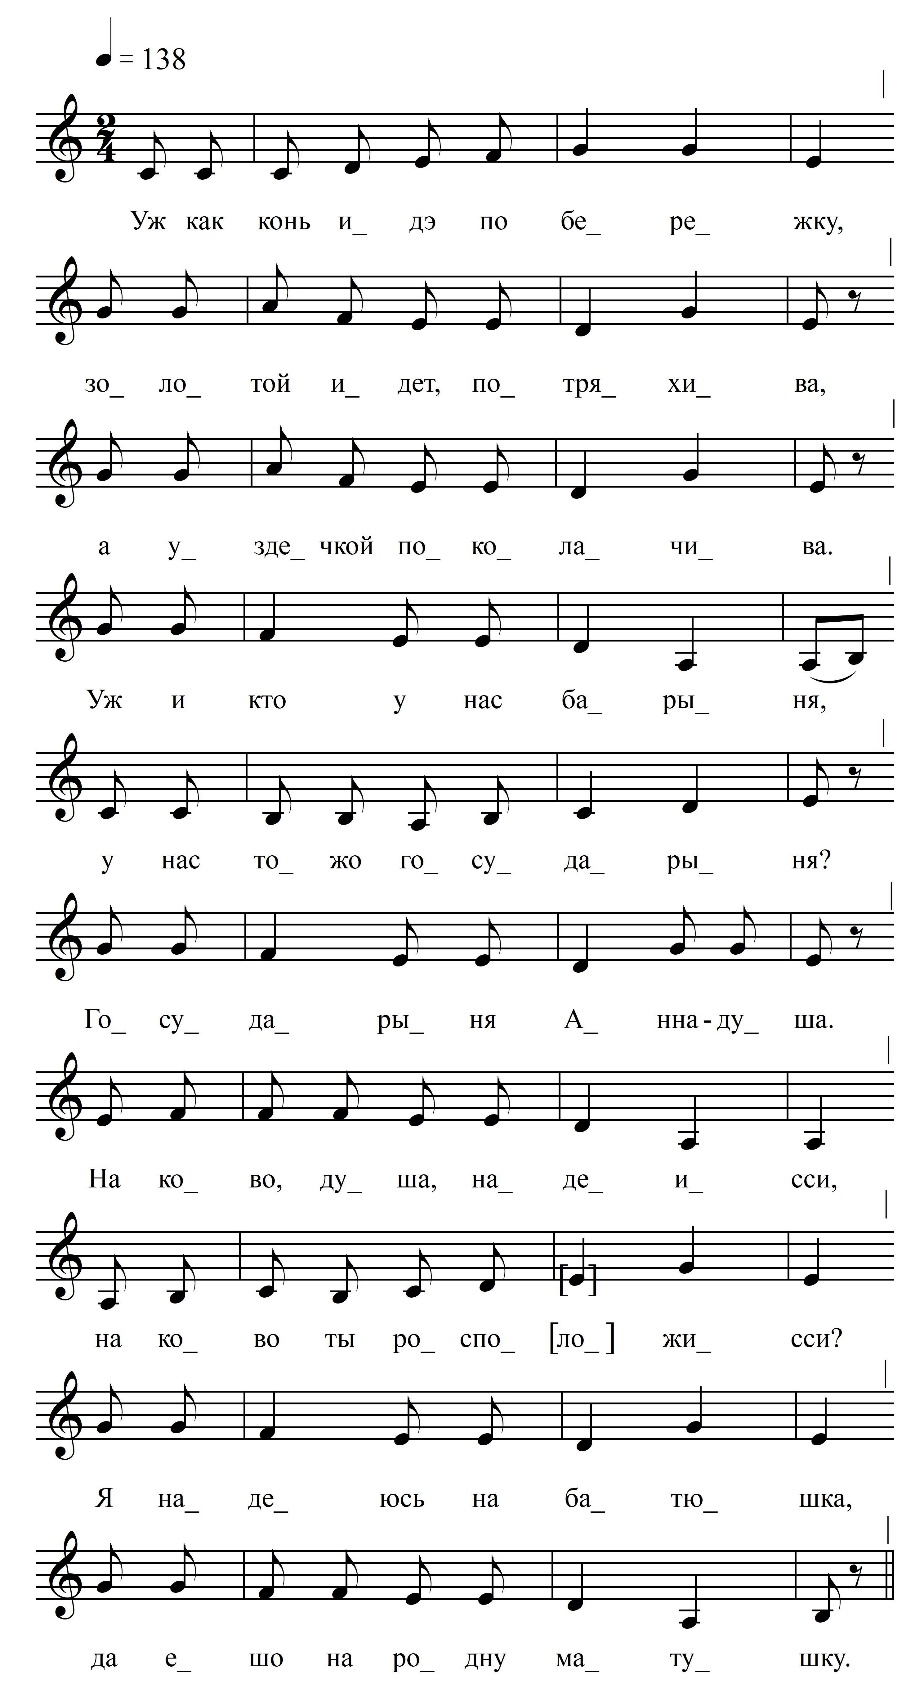 = 138
2
4
Уж как конь и_ дэ по бе_ ре_ жку,
зо_ ло_ той и_ дет, по_ тря_ хи_ ва,
а у_ зде_ чкой по_ ко_ ла_ чи_ ва.
Уж и кто у нас ба_ ры_ ня,
у нас то_ жо го_ су_ да_ ры_ ня?
Го_ су_ да_ ры_ ня А_ нна-ду_ ша.
На ко_ во, ду_ ша, на_ де_ и_ сси,
на ко_ во ты ро_ спо_ [ло_ ] жи_ сси?
Я на_ де_ юсь на ба_ тю_ шка,
да е_ шо на ро_ дну ма_ ту_ шку.